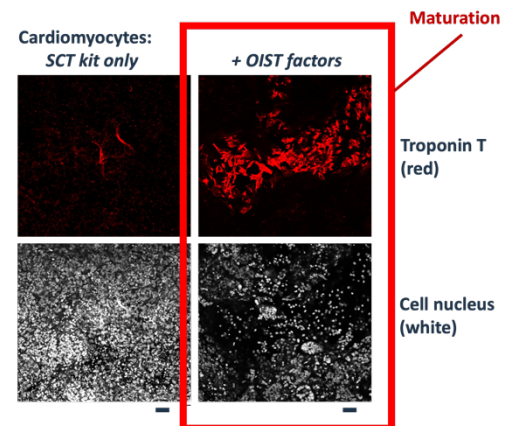 Maturation
Cardiomyocytes:
SCT kit only
+ OIST factors
Troponin T
(red)
Cell nucleus
(white)